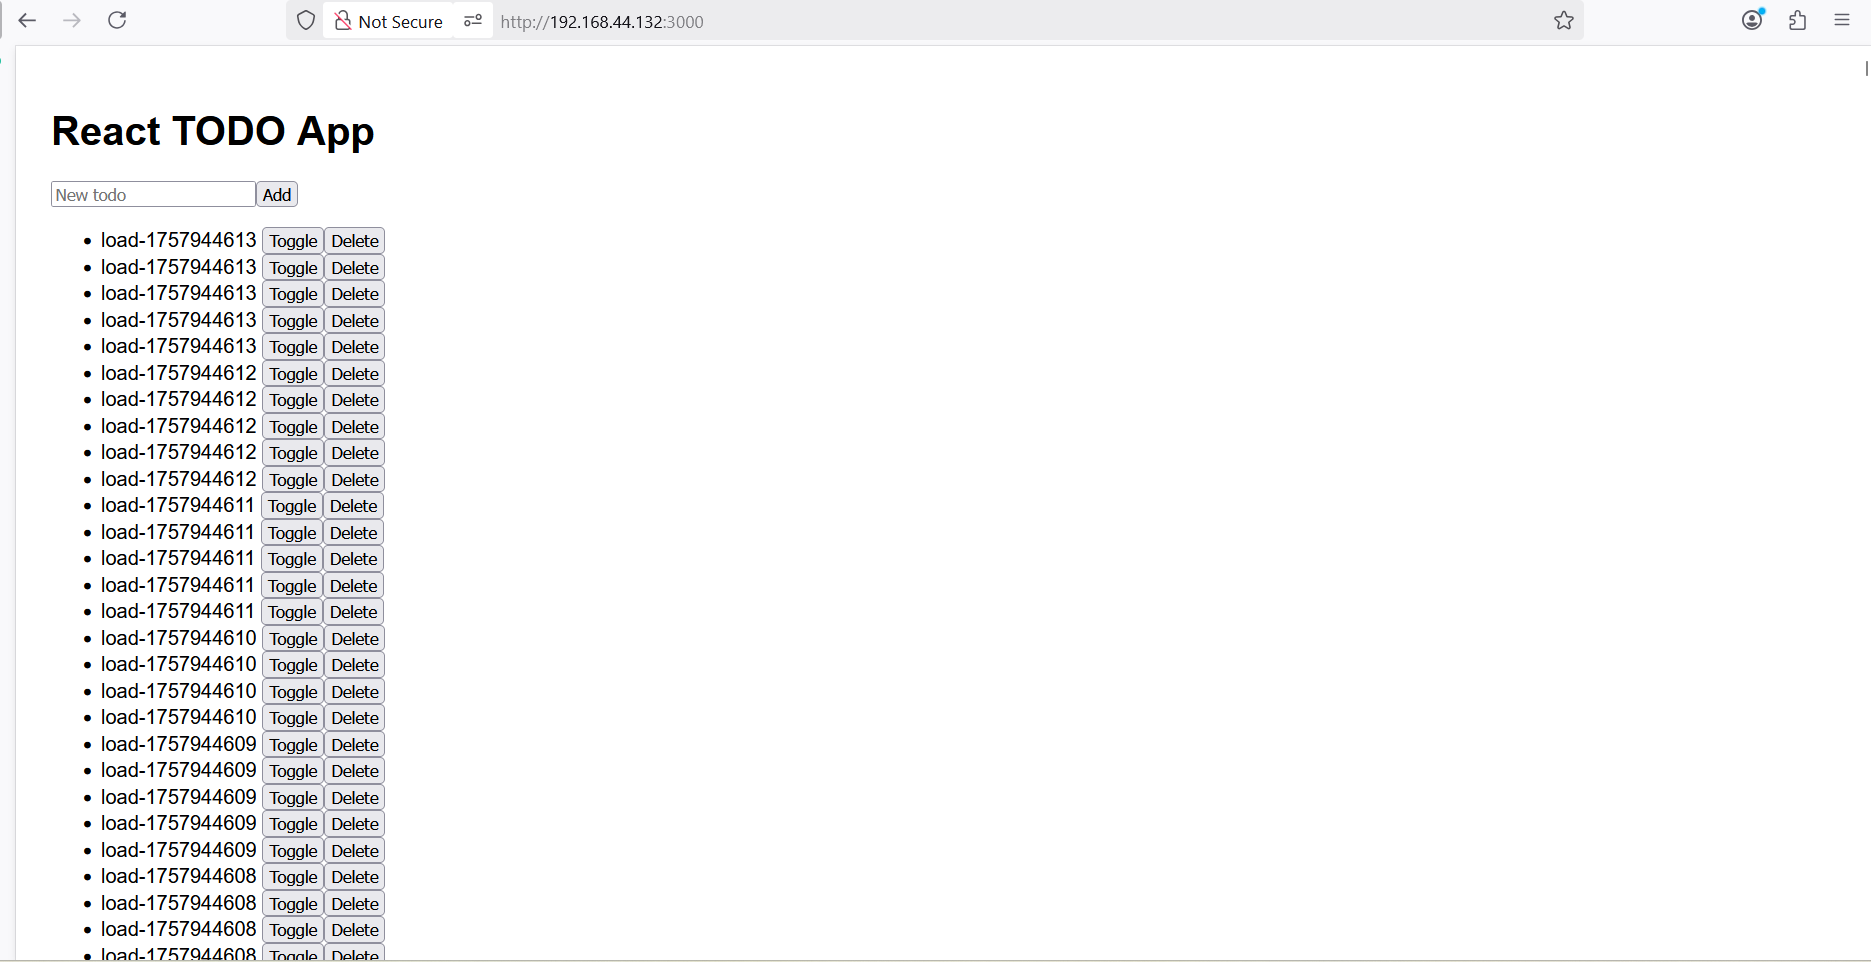 Not Secure http://192.168.44.132:3000
React TODO App
New todo Add
load-1757944613 Toggle Delete
load-1757944613 Toggle Delete
load-1757944613 Toggle Delete
load-1757944613 Toggle Delete
load-1757944613 Toggle Delete
load-1757944612 Toggle Delete
load-1757944612 Toggle Delete
load-1757944612 Toggle Delete
load-1757944612 Toggle Delete
load-1757944612 Toggle Delete
load-1757944611 Toggle Delete
load-1757944611 Toggle Delete
load-1757944611 Toggle Delete
load-1757944611 Toggle Delete
load-1757944611 Toggle Delete
load-1757944610 Toggle Delete
load-1757944610 Toggle Delete
load-1757944610 Toggle Delete
load-1757944610 Toggle Delete
load-1757944609 Toggle Delete
load-1757944609 Toggle Delete
load-1757944609 Toggle Delete
load-1757944609 Toggle Delete
load-1757944609 Toggle Delete
load-1757944608 Toggle Delete
load-1757944608 Toggle Delete
load-1757944608 Toggle Delete
load-1757944608 Toggle Delete